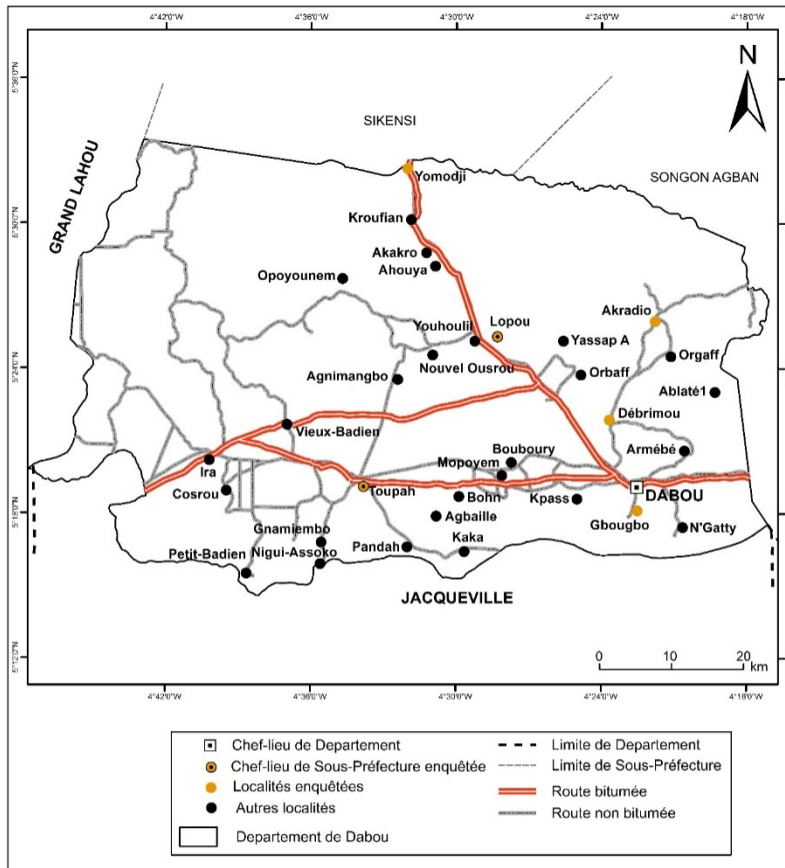 4°42'0"W 4°36'0"W 4°30'0"W 4°24'0"W 4°18'0"W
5°36'0"N
N
SIKENSI
GRAND LAHOU
SONGON AGBAN
Yomodji
5°30'0"N
Kroufian
Akakro
Ahouya
Opoyounem
Akradio
Lopou
Youhoulil
Yassap A
Nouvel Ousrou
Orgaff
5°24'0"N
Orbaff
Agnimangbo
Ablaté1
Débrimou
Vieux-Badien
Armébé
Bouboury
Mopoyem
Ira
Cosrou
Toupah
Bohn
Kpass
DABOU
5°18'0"N
Agbaille
Gbougbo
N'Gatty
Gnamiembo
Nigui-Assoko
Petit-Badien
Pandah
Kaka
JACQUEVILLE
5°12'0"N
0 10 20
km
4°42'0"W 4°36'0"W 4°30'0"W 4°24'0"W 4°18'0"W
Chef-lieu de Departement
Chef-lieu de Sous-Préfecture enquêtée
Localités enquêtées
Autres localités
Departement de Dabou
Limite de Departement
Limite de Sous-Préfecture
Route bitumée
Route non bitumée